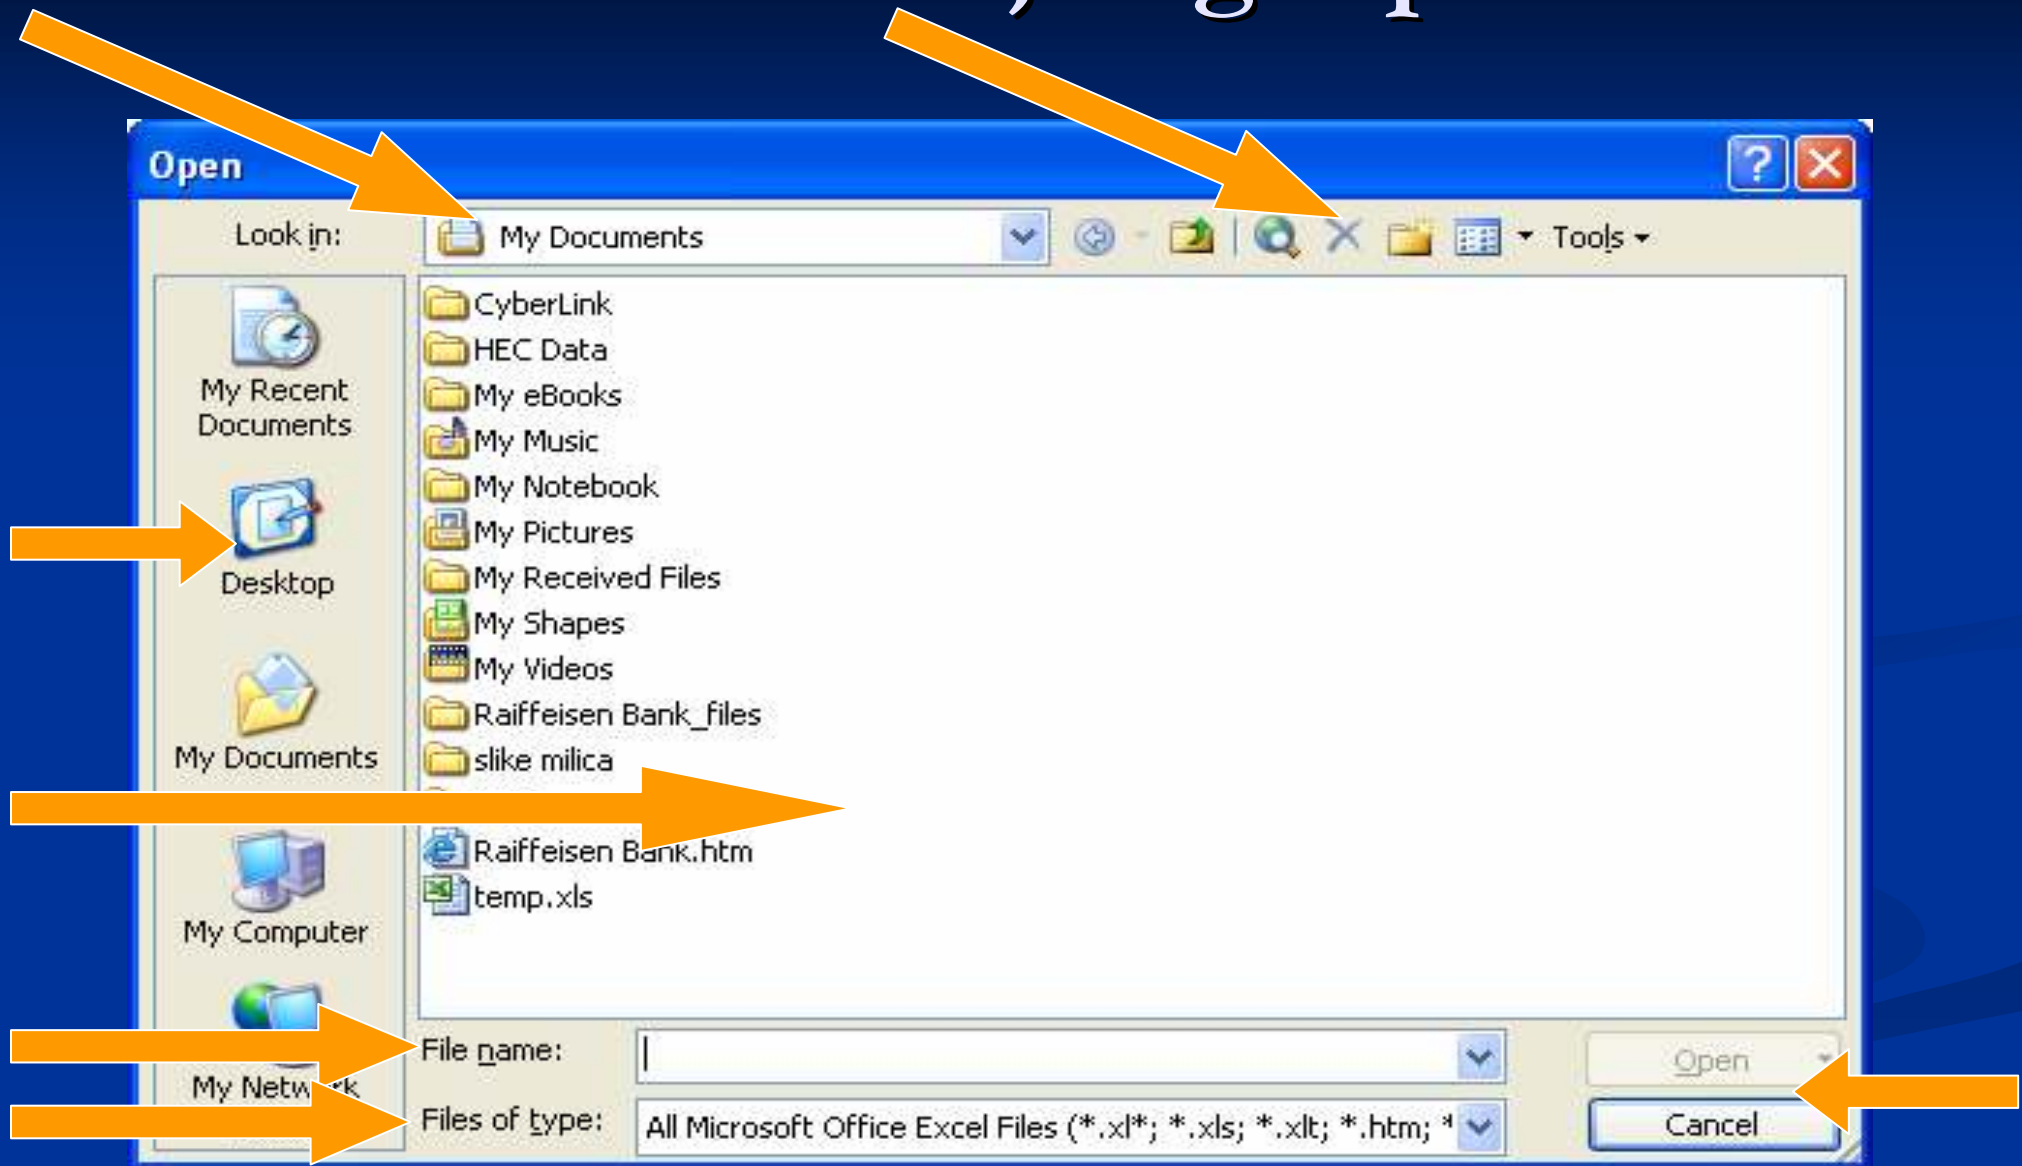 Open
Look in:
My Documents
Tools
My Recent
Documents
Desktop
My Documents
My Computer
My Network
CyberLink
HEC Data
My eBooks
My Music
My Notebook
My Pictures
My Received Files
My Shapes
My Videos
Raiffeisen Bank_files
slike milica
Raiffeisen Bank.htm
temp.xls
File name:
Open
Files of type:
All Microsoft Office Excel Files (*.xl*; *.xls; *.xlt; *.htm; *
Cancel